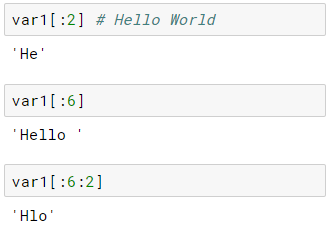 var1[:2] # Hello World
'He'
var1[:6]
'Hello '
var1[:6:2]
'Hlo'